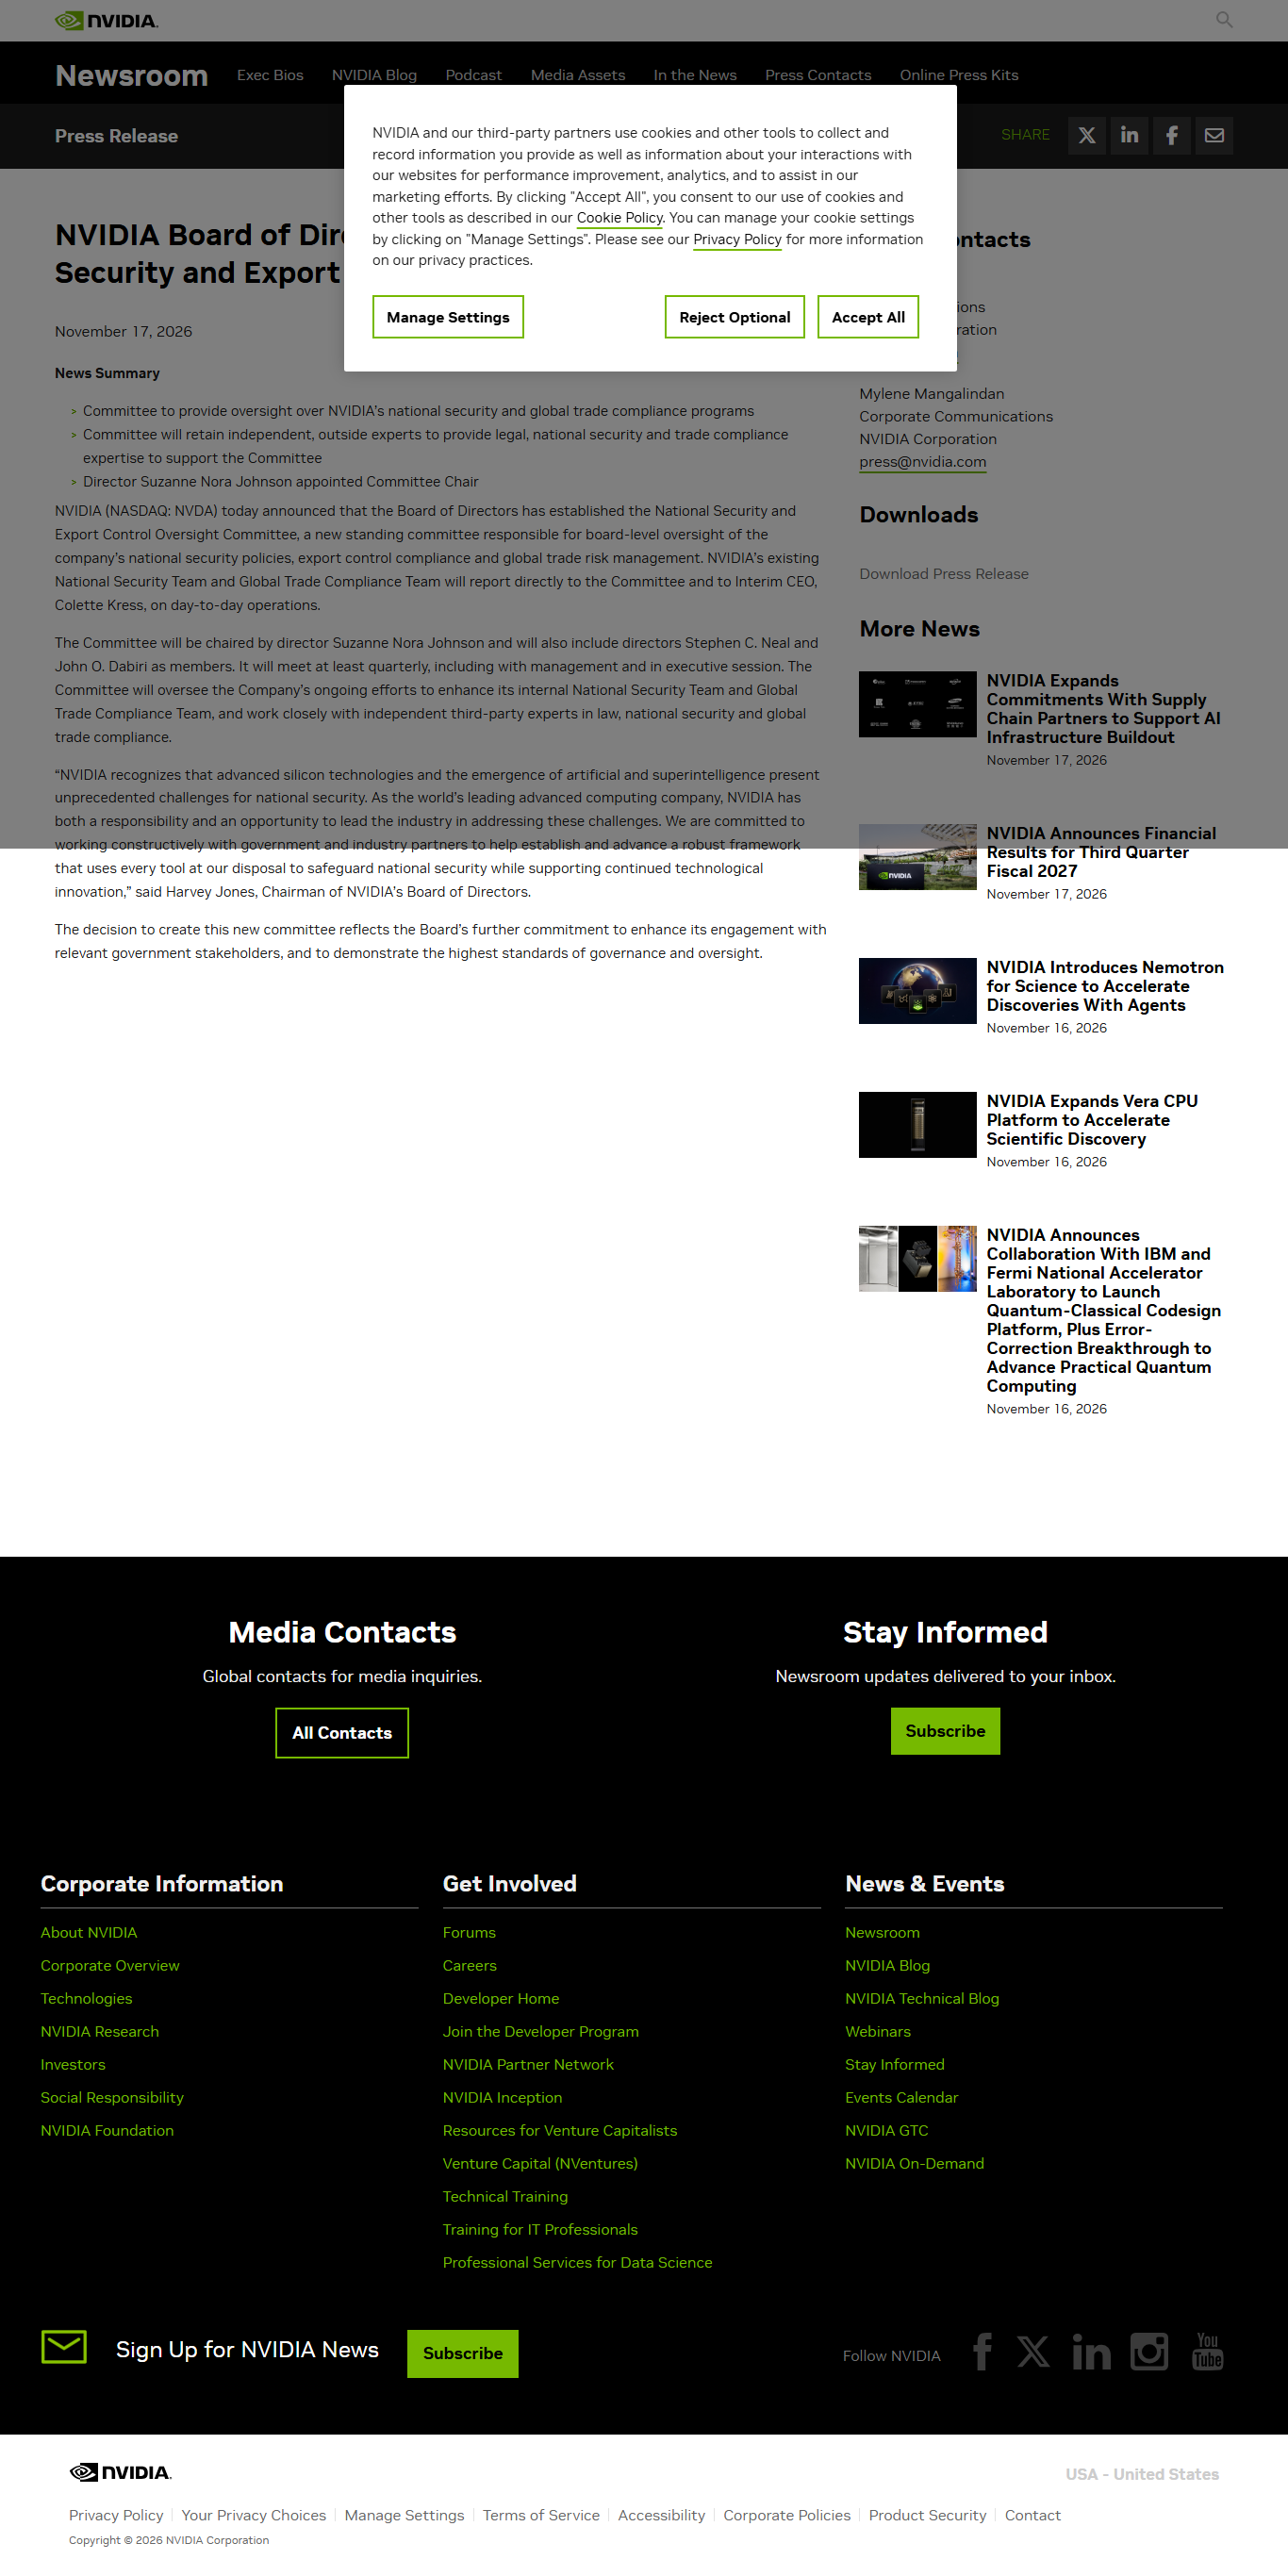 NVIDIA
Newsroom
Exec Bios
NVIDIA Blog
Podcast
Media Assets
In the News
Press Contacts
Online Press Kits
Press Release
SHARE
NVIDIA and our third-party partners use cookies and other tools to collect and
record information you provide as well as information about your interactions with
our websites for performance improvement, analytics, and to assist in our
marketing efforts. By clicking "Accept All", you consent to our use of cookies and
other tools as described in our Cookie Policy. You can manage your cookie settings
by clicking on "Manage Settings". Please see our Privacy Policy for more information
on our privacy practices.
Manage Settings
Reject Optional
Accept All
NVIDIA Board of
Security and Export
November 17, 2026
News Summary
> Committee to provide oversight over NVIDIA's national security and global trade compliance programs
> Committee will retain independent, outside experts to provide legal, national security and trade compliance
expertise to support the Committee
> Director Suzanne Nora Johnson appointed Committee Chair
NVIDIA (NASDAQ: NVDA) today announced that the Board of Directors has established the National Security and
Export Control Oversight Committee, a new standing committee responsible for board-level oversight of the
company's national security policies, export control compliance and global trade risk management. NVIDIA's existing
National Security Team and Global Trade Compliance Team will report directly to the Committee and to Interim CEO,
Colette Kress, on day-to-day operations.
The Committee will be chaired by director Suzanne Nora Johnson and will also include directors Stephen C. Neal and
John O. Dabiri as members. It will meet at least quarterly, including with management and in executive session. The
Committee will oversee the Company's ongoing efforts to enhance its internal National Security Team and Global
Trade Compliance Team, and work closely with independent third-party experts in law, national security and global
trade compliance.
“NVIDIA recognizes that advanced silicon technologies and the emergence of artificial and superintelligence present
unprecedented challenges for national security. As the world's leading advanced computing company, NVIDIA has
both a responsibility and an opportunity to lead the industry in addressing these challenges. We are committed to
working constructively with government and industry partners to help establish and advance a robust framework
that uses every tool at our disposal to safeguard national security while supporting continued technological
innovation,” said Harvey Jones, Chairman of NVIDIA's Board of Directors.
The decision to create this new committee reflects the Board's further commitment to enhance its engagement with
relevant government stakeholders, and to demonstrate the highest standards of governance and oversight.
Mylene Mangalindan
Corporate Communications
NVIDIA Corporation
press@nvidia.com
Downloads
Download Press Release
More News
NVIDIA Expands
Commitments With Supply
Chain Partners to Support AI
Infrastructure Buildout
November 17, 2026
NVIDIA
NVIDIA Announces Financial
Results for Third Quarter
Fiscal 2027
November 17, 2026
NVIDIA Introduces Nemotron
for Science to Accelerate
Discoveries With Agents
November 16, 2026
NVIDIA Expands Vera CPU
Platform to Accelerate
Scientific Discovery
November 16, 2026
NVIDIA Announces
Collaboration With IBM and
Fermi National Accelerator
Laboratory to Launch
Quantum-Classical Codesign
Platform, Plus Error-
Correction Breakthrough to
Advance Practical Quantum
Computing
November 16, 2026
Media Contacts
Global contacts for media inquiries.
All Contacts
Stay Informed
Newsroom updates delivered to your inbox.
Subscribe
Corporate Information
About NVIDIA
Corporate Overview
Technologies
NVIDIA Research
Investors
Social Responsibility
NVIDIA Foundation
Get Involved
Forums
Careers
Developer Home
Join the Developer Program
NVIDIA Partner Network
NVIDIA Inception
Resources for Venture Capitalists
Venture Capital (NVentures)
Technical Training
Training for IT Professionals
Professional Services for Data Science
News & Events
Newsroom
NVIDIA Blog
NVIDIA Technical Blog
Webinars
Stay Informed
Events Calendar
NVIDIA GTC
NVIDIA On-Demand
Sign Up for NVIDIA News
Subscribe
Follow NVIDIA
You
Tube
NVIDIA
USA - United States
Privacy Policy
Your Privacy Choices
Manage Settings
Terms of Service
Accessibility
Corporate Policies
Product Security
Contact
Copyright © 2026 NVIDIA Corporation